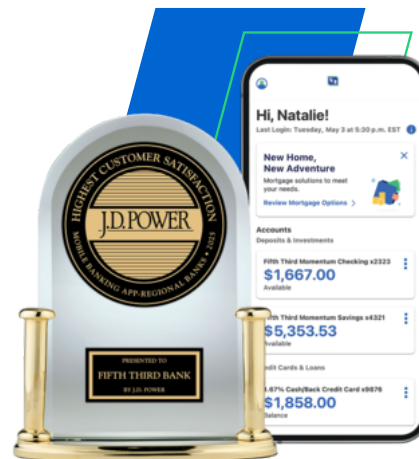 HIGHEST CUSTOMER SATISFACTION
J.D. POWER
MOBILE BANKING APP-REGIONAL BANKS • 2025
PRESENTED TO
FIFTH THIRD BANK
BY J.D. POWER
Hi, Natalie!
Last Login: Tuesday, May 3 at 5:20 p.m. EST
New Home,
New Adventure
Mortgage solutions to meet
your needs.
Review Mortgage Options >
Accounts
Deposits & Investments
Fifth Third Momentum Checking x2323
$1,667.00
Available
Fifth Third Momentum Savings x4321
$5,353.53
Available
edit Cards & Loans
1.67% Cash/Back Credit Card x9876
$1,858.00
Balance